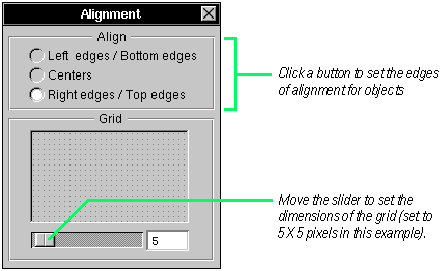 Alignment
Align
Left edges / Bottom edges
Centers
Right edges / Top edges
Click a button to set the edges
of alignment for objects
Grid
Move the slider to set the
dimensions of the grid (set to
5 X 5 pixels in this example).
5